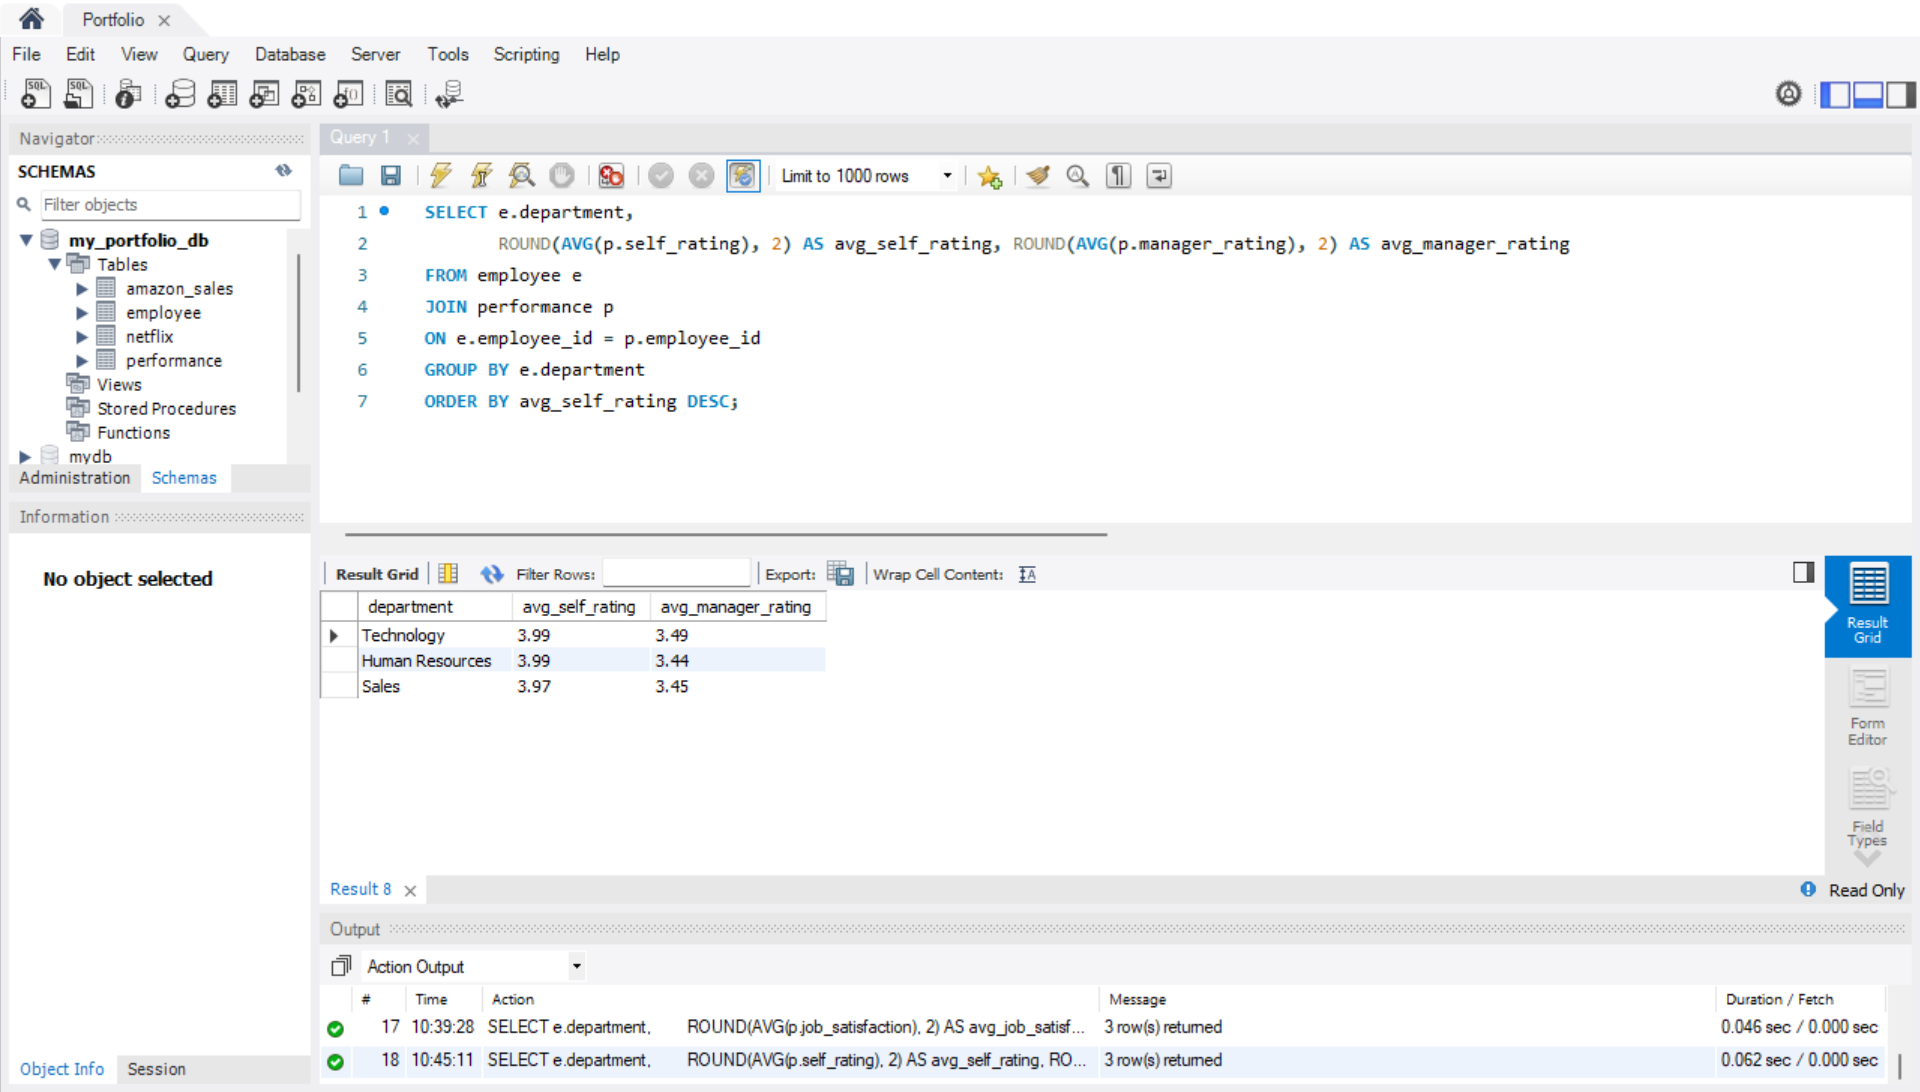 Portfolio
File Edit View Query Database Server Tools Scripting Help
Navigator
SCHEMAS
Filter objects
my_portfolio_db
Tables
amazon_sales
employee
netflix
performance
Views
Stored Procedures
Functions
mydb
Administration Schemas
Information
No object selected
Object Info Session
Query 1
Limit to 1000 rows
1 SELECT e.department,
2 ROUND(AVG(p.self_rating), 2) AS avg_self_rating, ROUND(AVG(p.manager_rating), 2) AS avg_manager_rating
3 FROM employee e
4 JOIN performance p
5 ON e.employee_id = p.employee_id
6 GROUP BY e.department
7 ORDER BY avg_self_rating DESC;
Result Grid Filter Rows: Export: Wrap Cell Content:
department avg_self_rating avg_manager_rating
Technology 3.99 3.49
Human Resources 3.99 3.44
Sales 3.97 3.45
Result
Grid
Form
Editor
Field
Types
Result 8 Read Only
Output
Action Output
# Time Action Message Duration / Fetch
17 10:39:28 SELECT e.department, ROUND(AVG(p.job_satisfaction), 2) AS avg_job_satisf... 3 row(s) returned 0.046 sec / 0.000 sec
18 10:45:11 SELECT e.department, ROUND(AVG(p.self_rating), 2) AS avg_self_rating, RO... 3 row(s) returned 0.062 sec / 0.000 sec